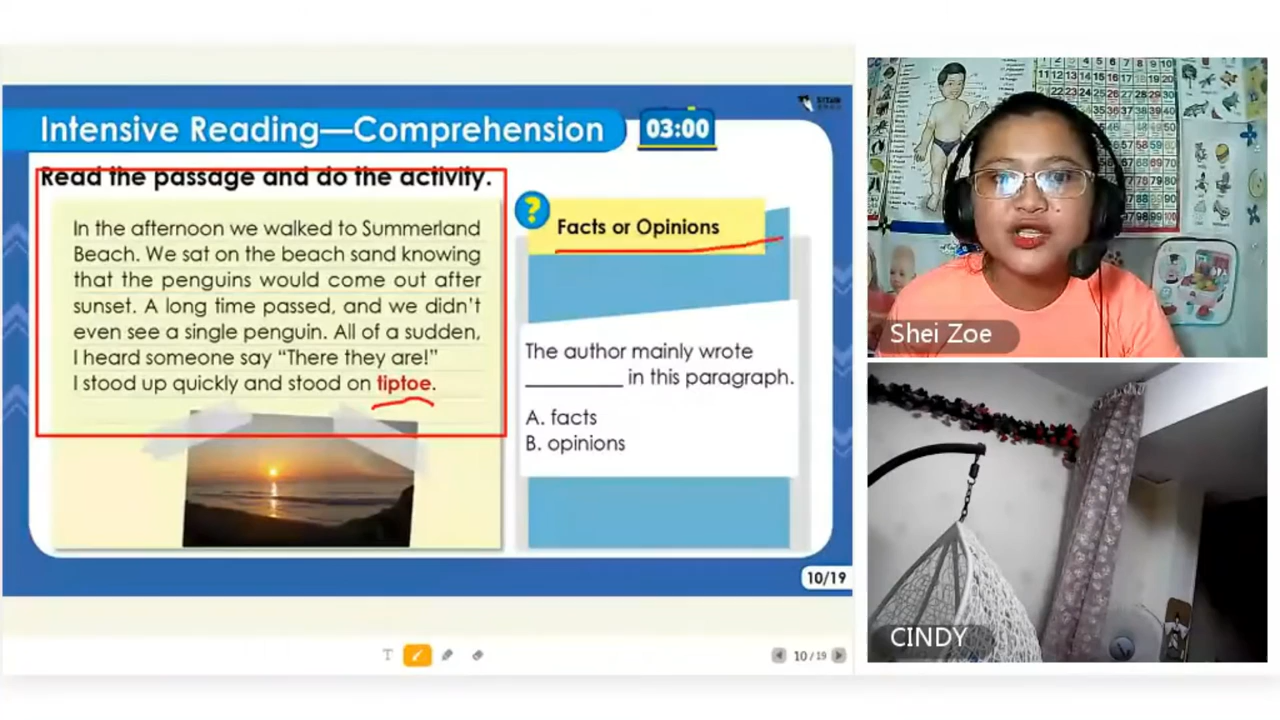 Intensive Reading—Comprehension
03:00
Read the passage and do the activity.
In the afternoon we walked to Summerland
Beach. We sat on the beach sand knowing
that the penguins would come out after
sunset. A long time passed, and we didn't
even see a single penguin. All of a sudden,
I heard someone say “There they are!”
I stood up quickly and stood on tiptoe.
?
Facts or Opinions
The author mainly wrote
__________ in this paragraph.
A. facts
B. opinions
10/19
T
10/19
Shei Zoe
CINDY